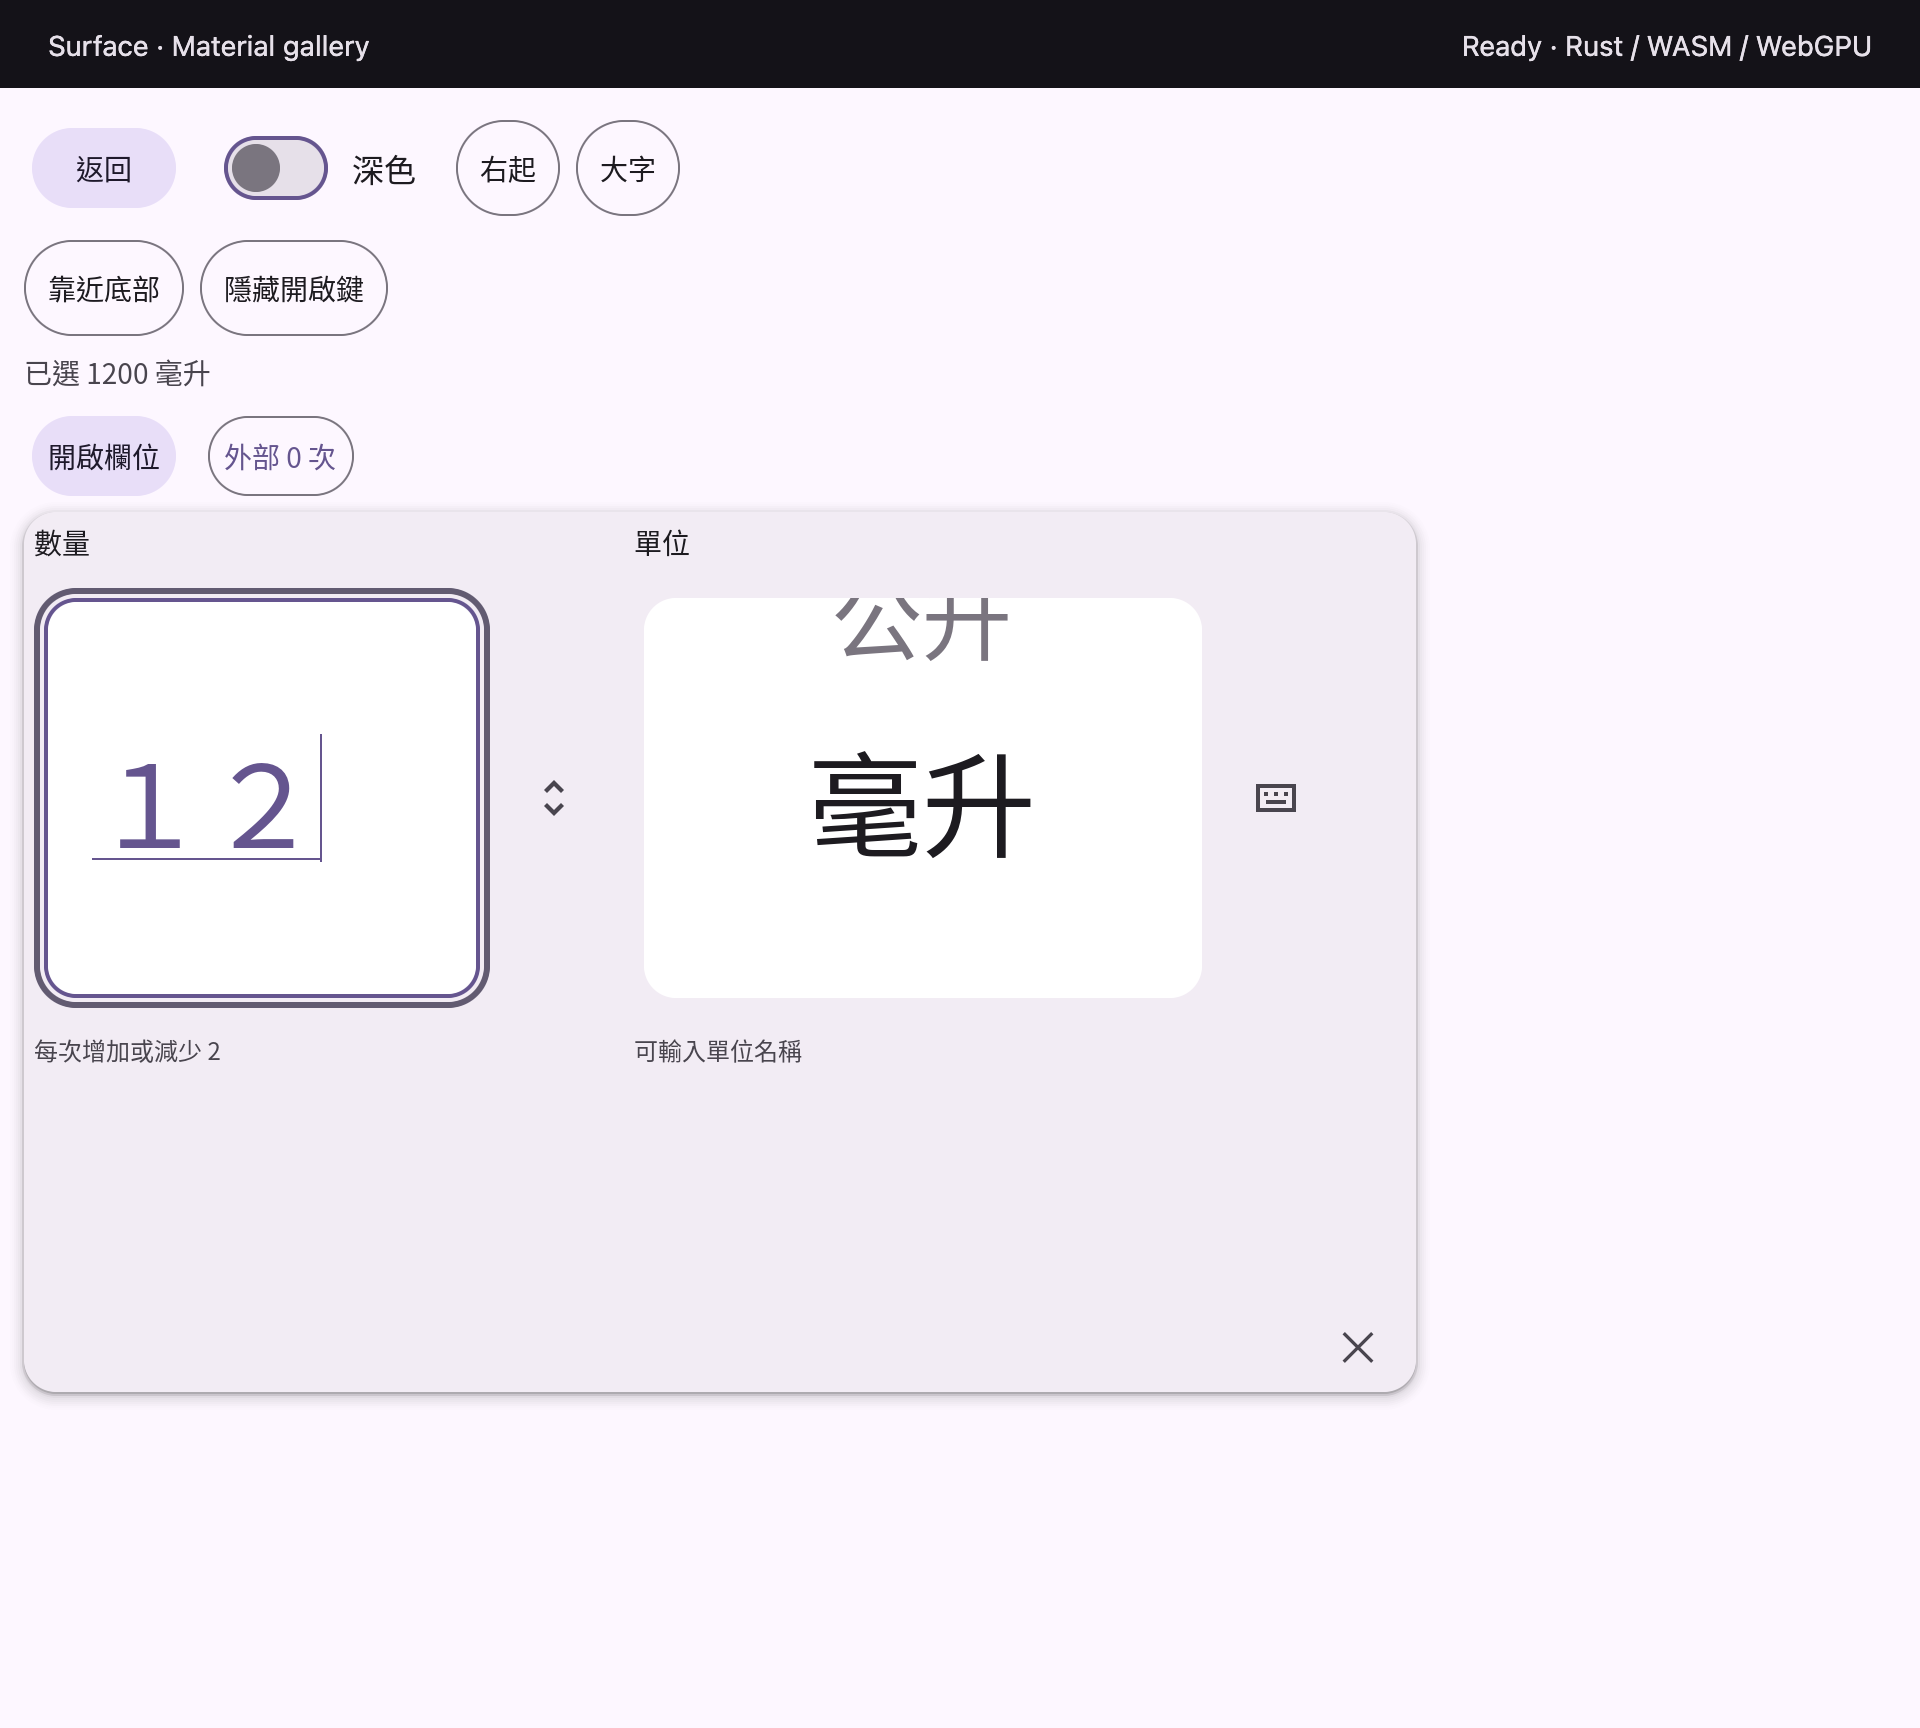 Surface · Material gallery
Ready · Rust / WASM / WebGPU
返回
深色
右起
大字
靠近底部
隱藏開啟鍵
已選 1200 毫升
開啟欄位
外部 0 次
數量
單位
公升
１２
毫升
每次增加或減少 2
可輸入單位名稱